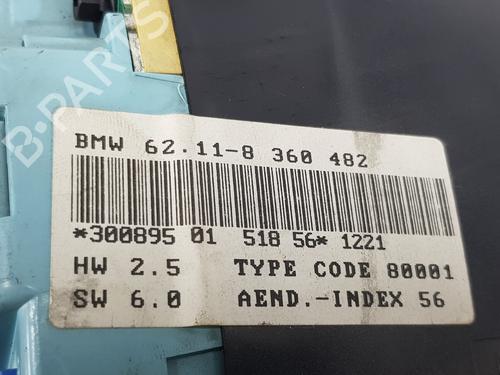 B-PARTS
BMW 62.11-8 360 482
*300895 01 518 56* 1221
HW 2.5 TYPE CODE 80001
SW 6.0 AEND.-INDEX 56